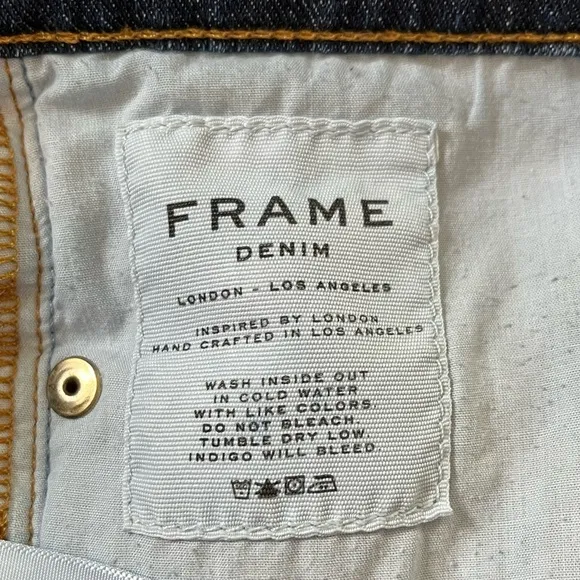 FRAME
DENIM
LONDON - LOS ANGELES
INSPIRED BY LONDON
HAND CRAFTED IN LOS ANGELES
WASH INSIDE OUT
IN COLD WATER
WITH LIKE COLORS.
DO NOT BLEACH.
TUMBLE DRY LOW.
INDIGO WILL BLEED.